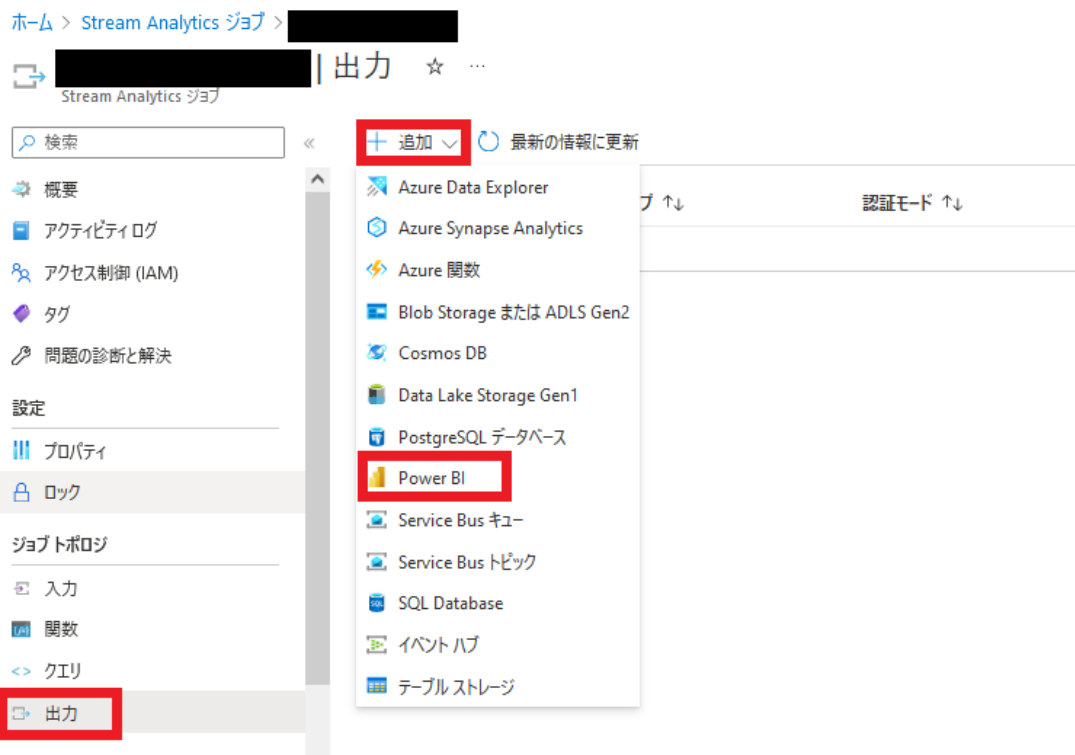 ホーム > Stream Analytics ジョブ >
| 出力 ☆ …
Stream Analytics ジョブ
検索
«
+ 追加
最新の情報に更新
概要
アクティビティ ログ
アクセス制御 (IAM)
タグ
問題の診断と解決
設定
プロパティ
ロック
ジョブ トポロジ
入力
関数
クエリ
出力
Azure Data Explorer
Azure Synapse Analytics
Azure 関数
Blob Storage または ADLS Gen2
Cosmos DB
Data Lake Storage Gen1
PostgreSQL データベース
Power BI
Service Bus キュー
Service Bus トピック
SQL Database
イベント ハブ
テーブル ストレージ
プ ↑↓
認証モード ↑↓